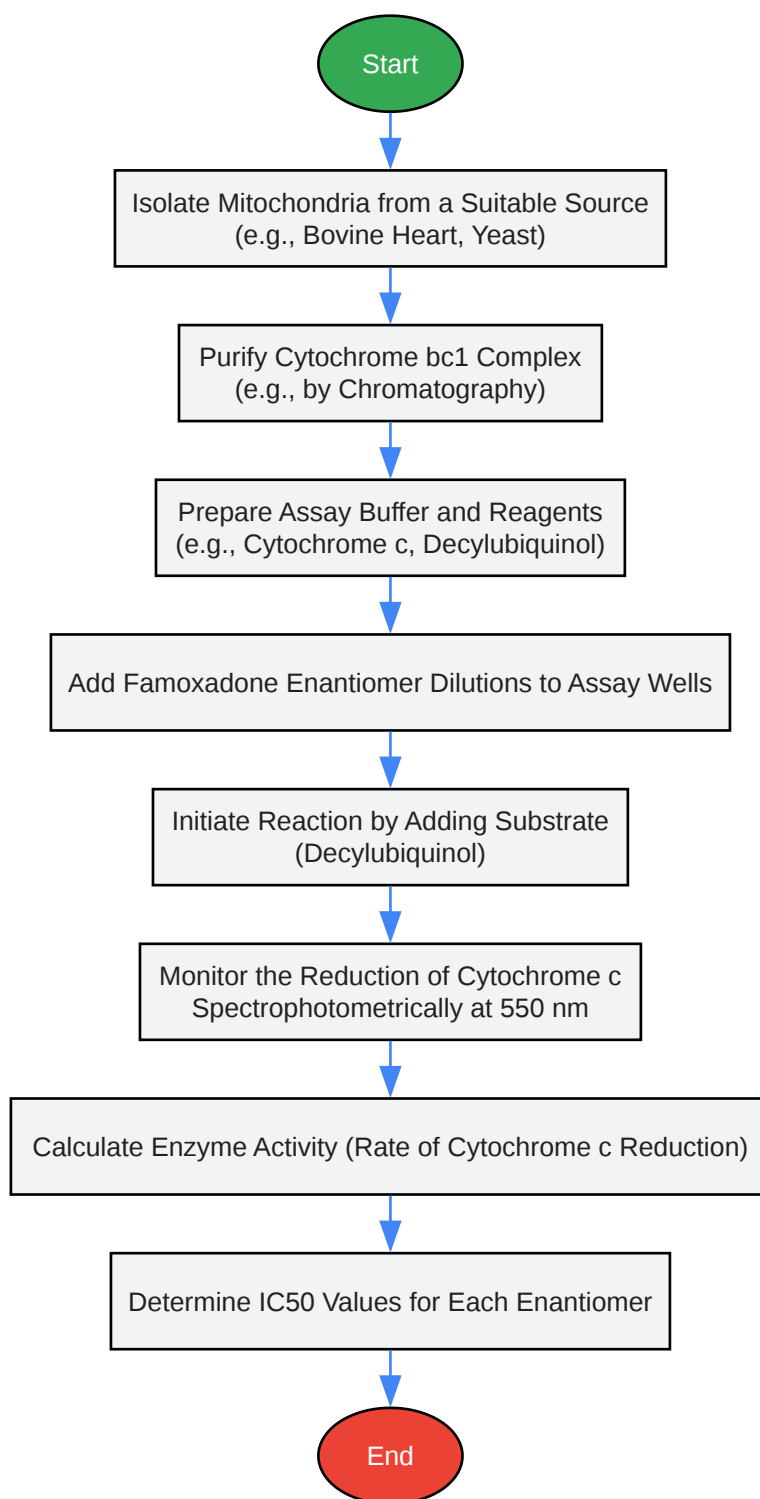 Start
Isolate Mitochondria from a Suitable Source
(e.g., Bovine Heart, Yeast)
Purify Cytochrome bc1 Complex
(e.g., by Chromatography)
Prepare Assay Buffer and Reagents
(e.g., Cytochrome c, Decylubiquinol)
Add Famoxadone Enantiomer Dilutions to Assay Wells
Initiate Reaction by Adding Substrate
(Decylubiquinol)
Monitor the Reduction of Cytochrome c
Spectrophotometrically at 550 nm
Calculate Enzyme Activity (Rate of Cytochrome c Reduction)
Determine IC50 Values for Each Enantiomer
End